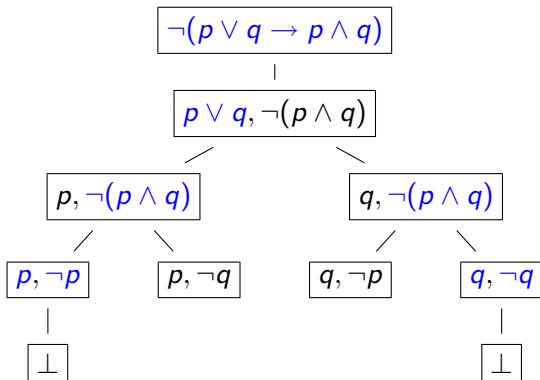 ¬(p ∨ q → p ∧ q)
p ∨ q, ¬(p ∧ q)
p, ¬(p ∧ q) q, ¬(p ∧ q)
p, ¬p p, ¬q q, ¬p q, ¬q
⊥ ⊥